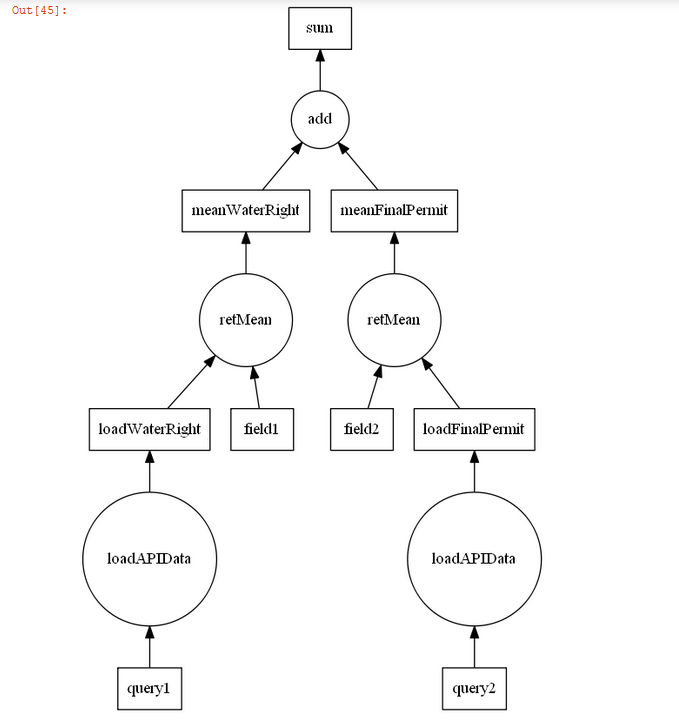 Out[45]:
sum
add
meanWaterRight
meanFinalPermit
retMean
retMean
loadWaterRight
field1
field2
loadFinalPermit
loadAPIData
loadAPIData
query1
query2